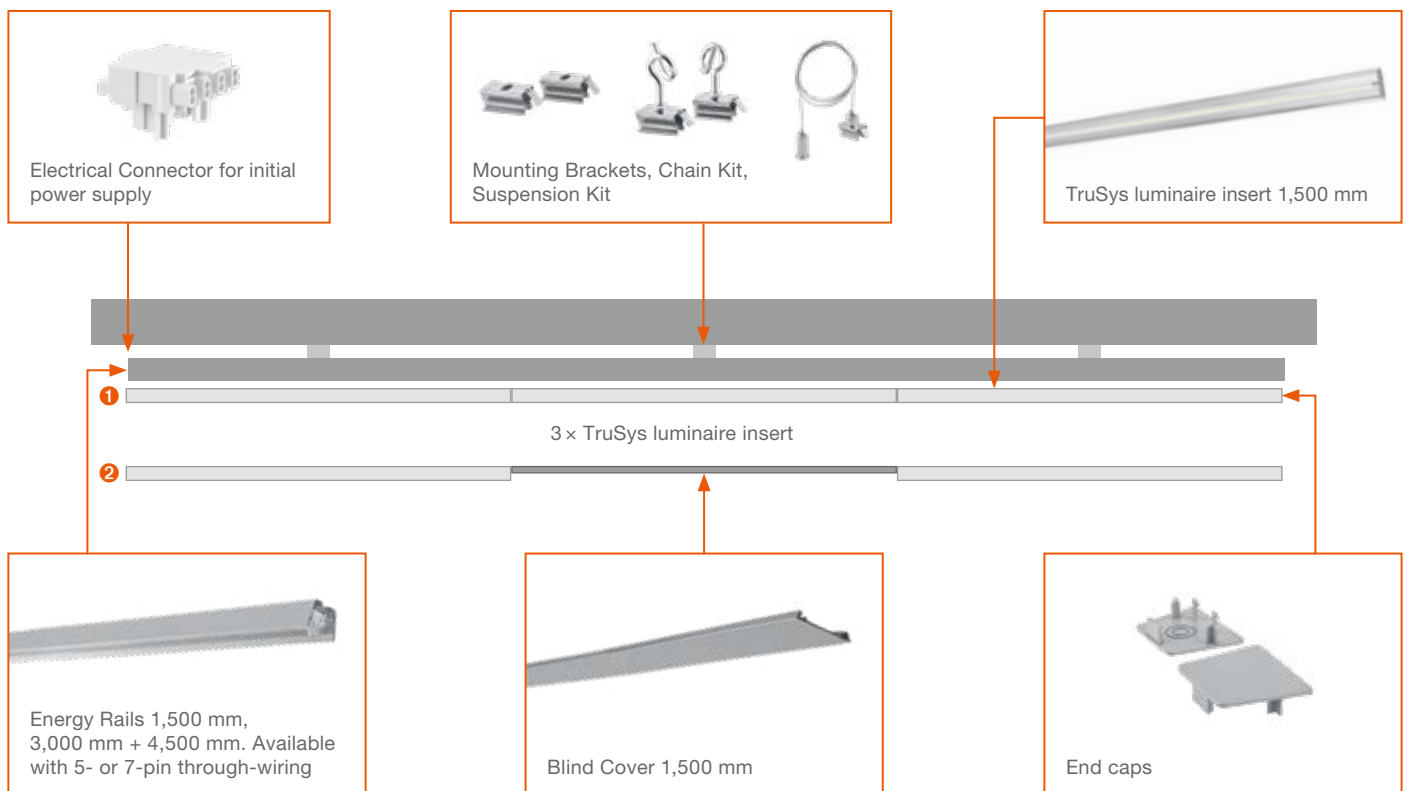 Electrical Connector for initial
power supply
Mounting Brackets, Chain Kit,
Suspension Kit
TruSys luminaire insert 1,500 mm
1
3 × TruSys luminaire insert
2
Energy Rails 1,500 mm,
3,000 mm + 4,500 mm. Available
with 5- or 7-pin through-wiring
Blind Cover 1,500 mm
End caps